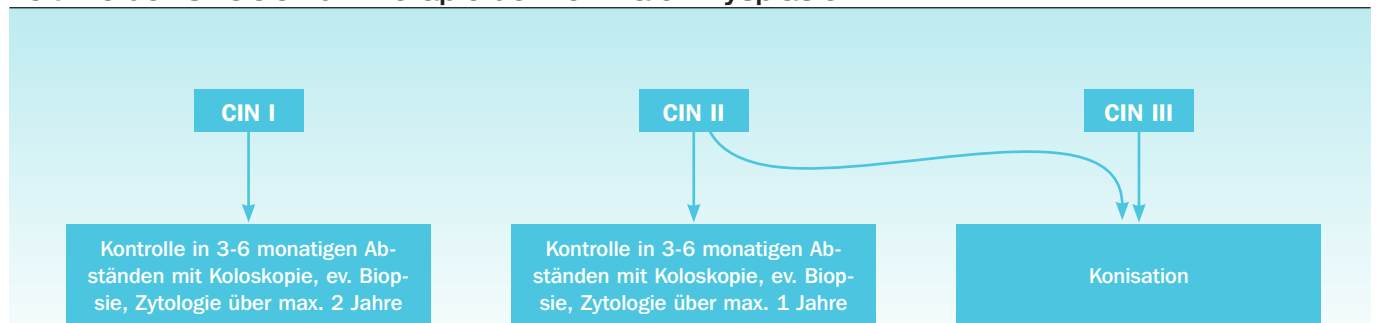 CIN I
CIN II
CIN III
Kontrolle in 3-6 monatigen Ab-
ständen mit Koloskopie, ev. Biop-
sie, Zytologie über max. 2 Jahre
Kontrolle in 3-6 monatigen Ab-
ständen mit Koloskopie, ev. Biop-
sie, Zytologie über max. 1 Jahre
Konisation